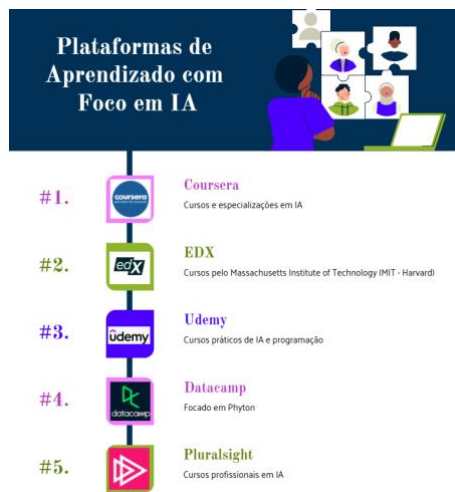 Plataformas de
Aprendizado com
Foco em IA
#1.
coursera
Coursera
Cursos e especializações em IA
#2.
edX
EDX
Cursos pelo Massachusetts Institute of Technology (MIT - Harvard)
#3.
ûdemy
Udemy
Cursos práticos de IA e programação
#4.
datacamp
Datacamp
Focado em Phyton
#5.
Pluralsight
Cursos profissionais em IA